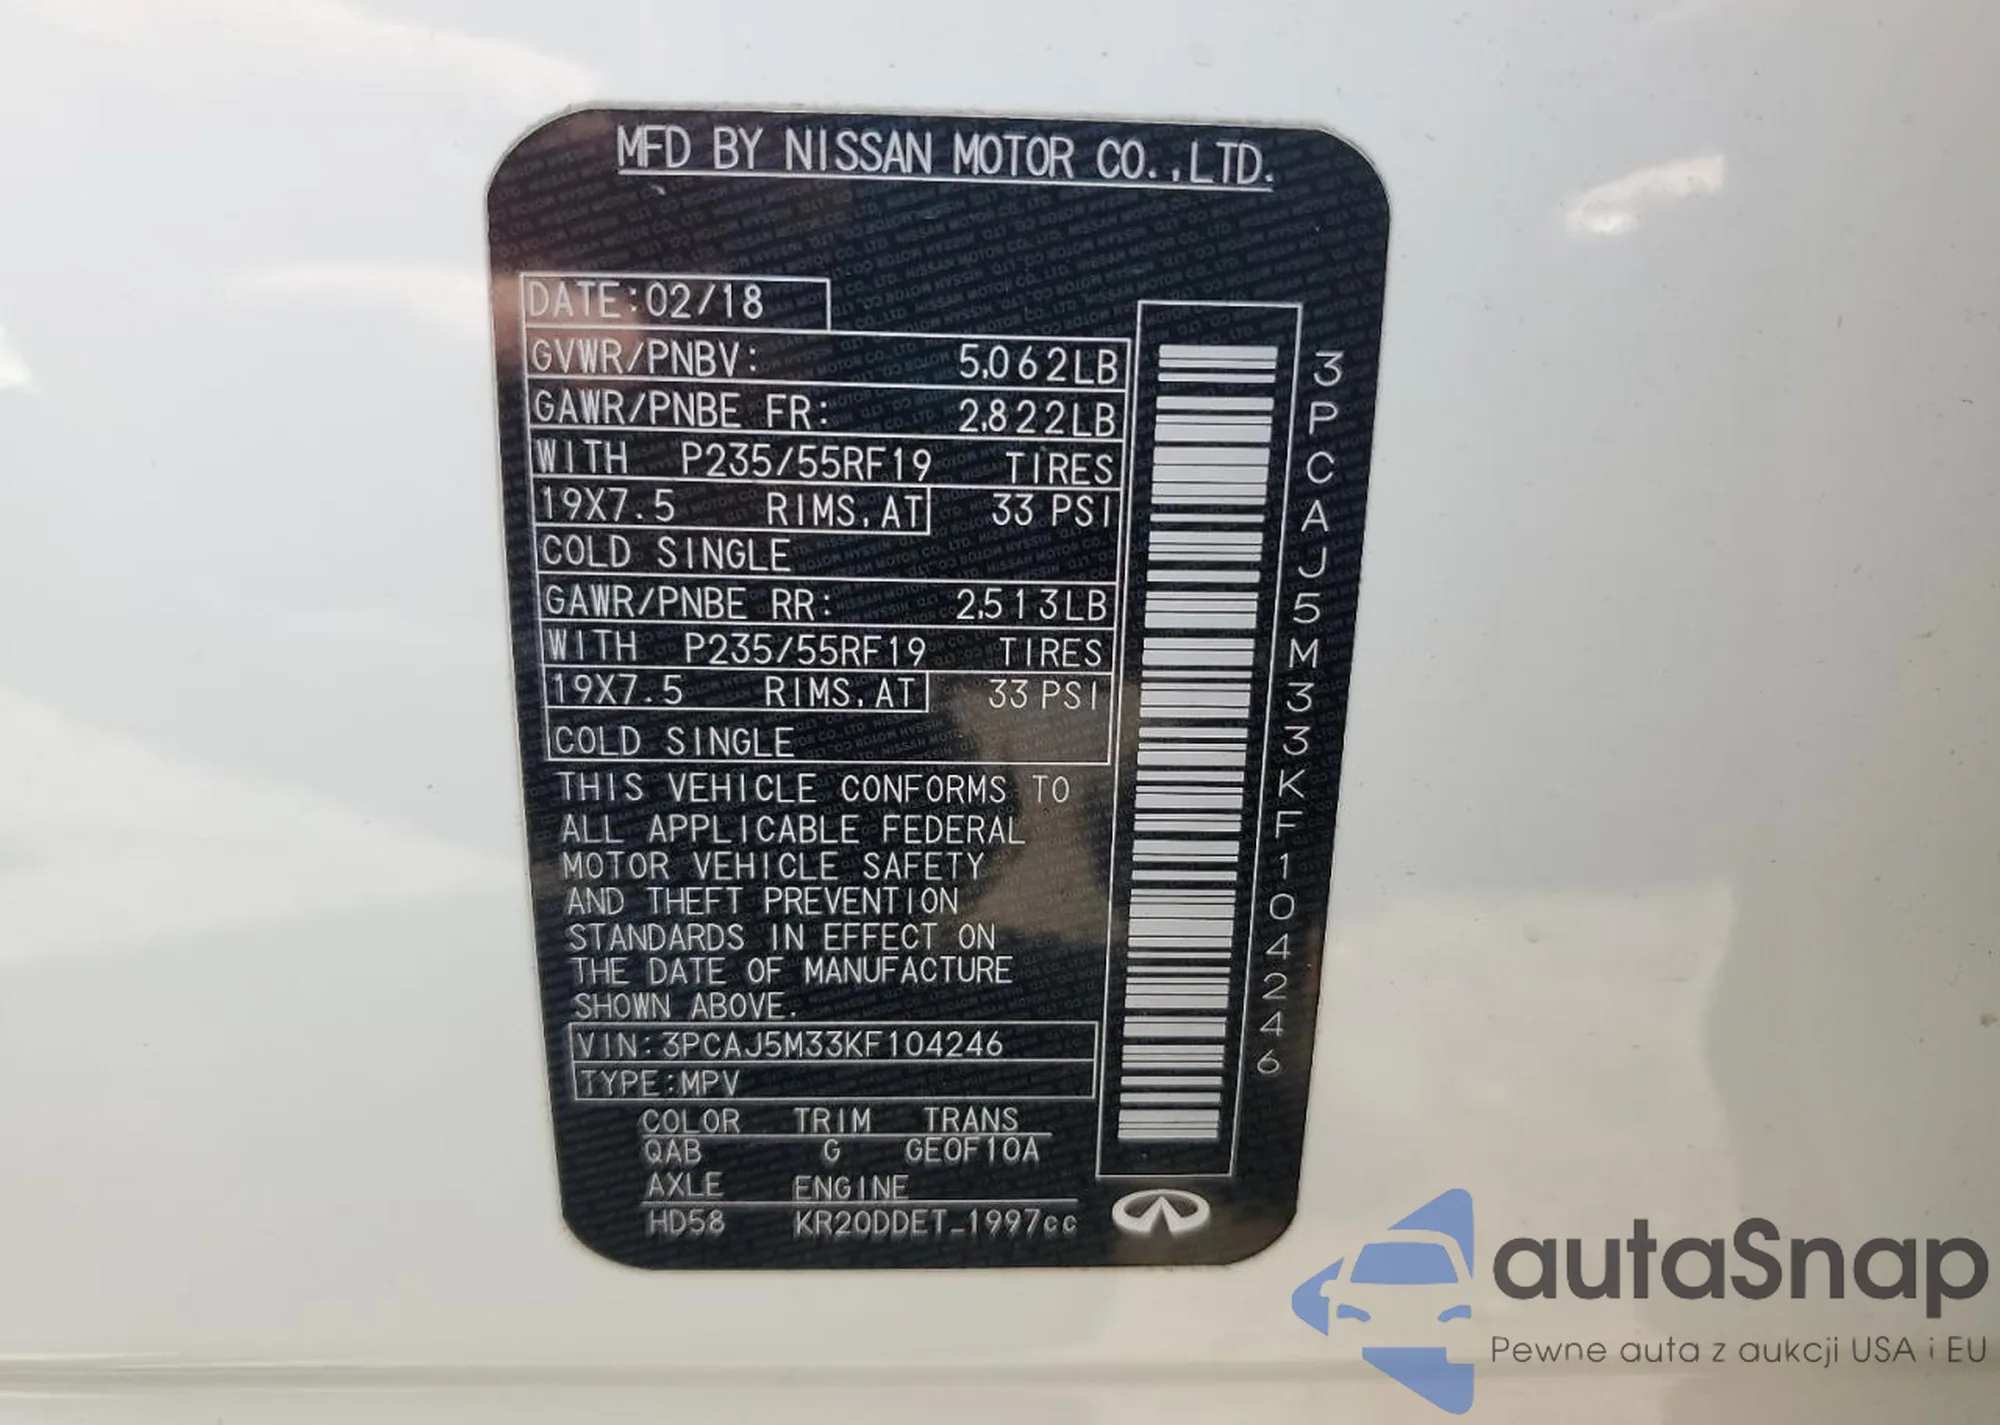 MFD BY NISSAN MOTOR CO.,LTD.
DATE:02/18
GVWR/PNBV: 5,062LB
GAWR/PNBE FR: 2,822LB
WITH P235/55RF19 TIRES
19X7.5 RIMS,AT 33 PSI
COLD SINGLE
GAWR/PNBE RR: 2,513LB
WITH P235/55RF19 TIRES
19X7.5 RIMS,AT 33 PSI
COLD SINGLE
THIS VEHICLE CONFORMS TO
ALL APPLICABLE FEDERAL
MOTOR VEHICLE SAFETY
AND THEFT PREVENTION
STANDARDS IN EFFECT ON
THE DATE OF MANUFACTURE
SHOWN ABOVE.
VIN:3PCAJ5M33KF104246
TYPE:MPV
COLOR TRIM TRANS
QAB G GE0F10A
AXLE ENGINE
HD58 KR20DDET_1997cc
3PCAJ5M33KF104246
autaSnap
Pewne auta z aukcji USA i EU